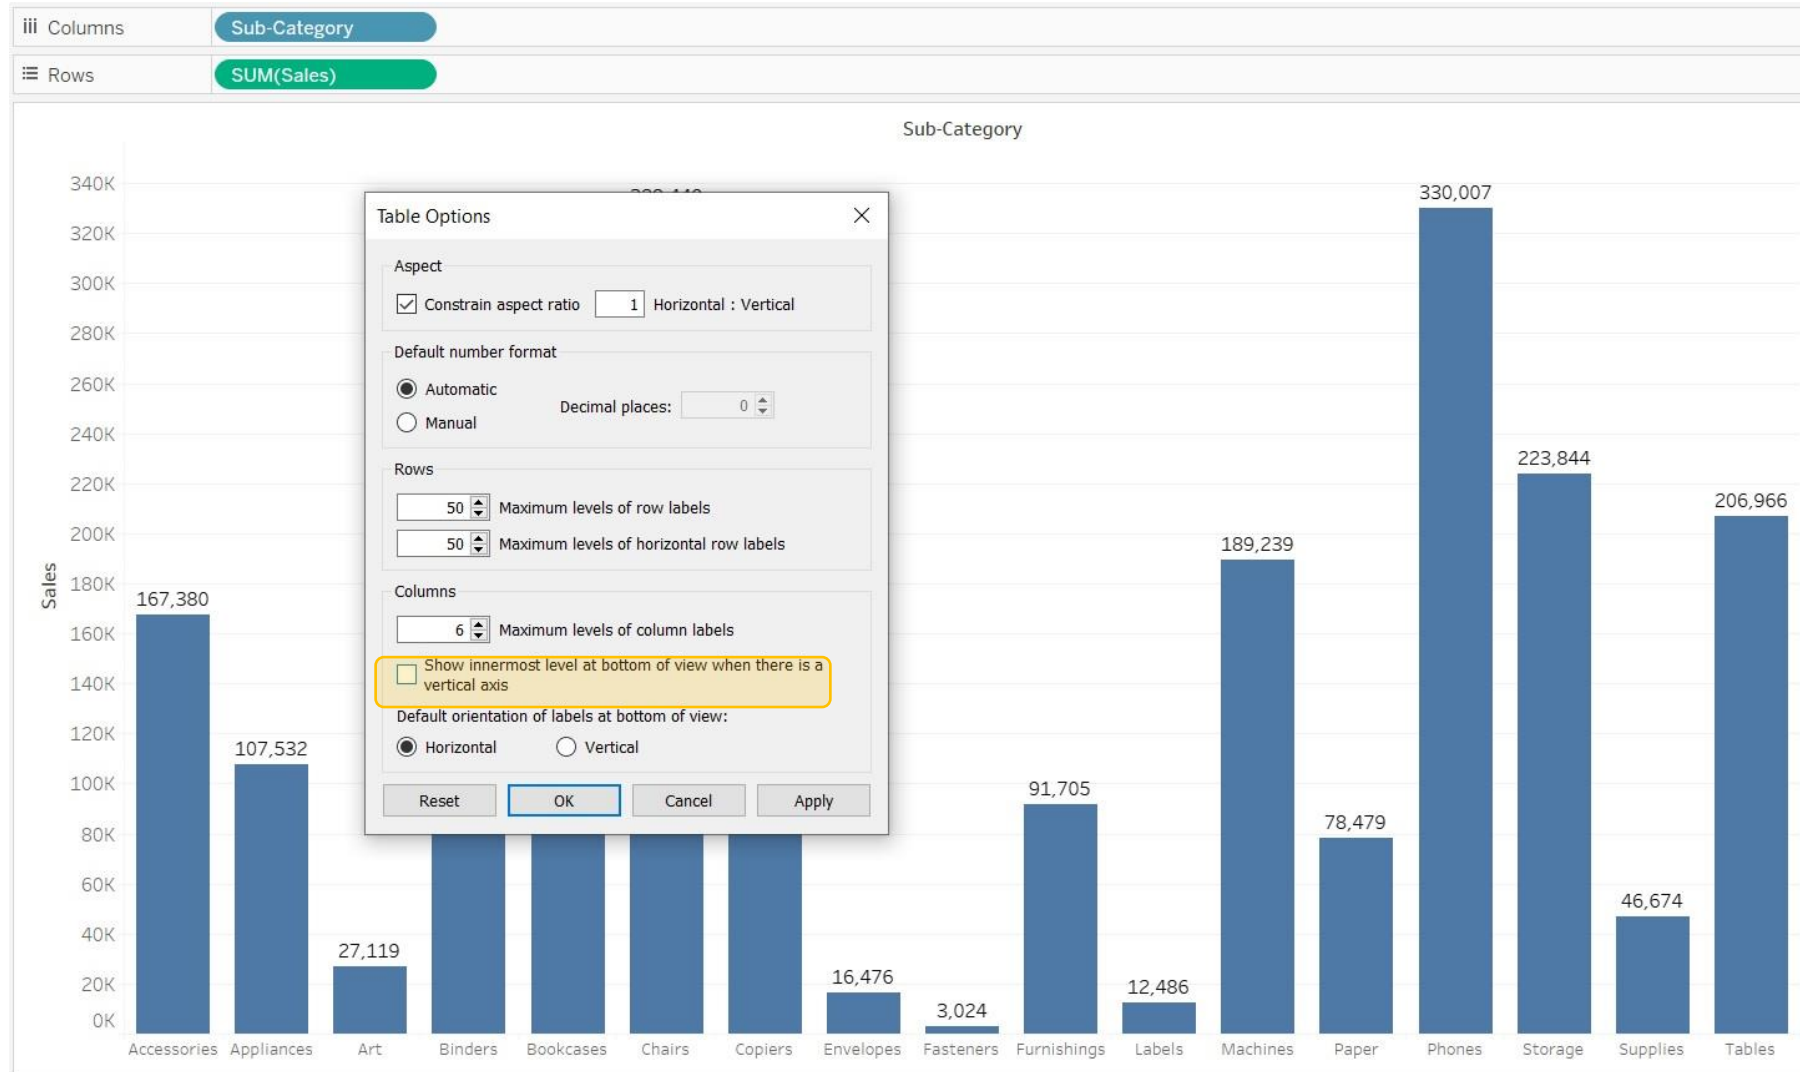 Columns
Sub-Category
Rows
SUM(Sales)
Sub-Category
340K
320K
300K
280K
260K
240K
220K
200K
180K
160K
140K
120K
100K
80K
60K
40K
20K
0K
Sales
167,380
107,532
27,119
16,476
3,024
91,705
12,486
189,239
78,479
330,007
223,844
46,674
206,966
Table Options
Aspect
Constrain aspect ratio 1 Horizontal : Vertical
Default number format
Automatic
Decimal places: 0
Manual
Rows
50 Maximum levels of row labels
50 Maximum levels of horizontal row labels
Columns
6 Maximum levels of column labels
Show innermost level at bottom of view when there is a
vertical axis
Default orientation of labels at bottom of view:
Horizontal Vertical
Reset OK Cancel Apply
Accessories Appliances Art Binders Bookcases Chairs Copiers Envelopes Fasteners Furnishings Labels Machines Paper Phones Storage Supplies Tables